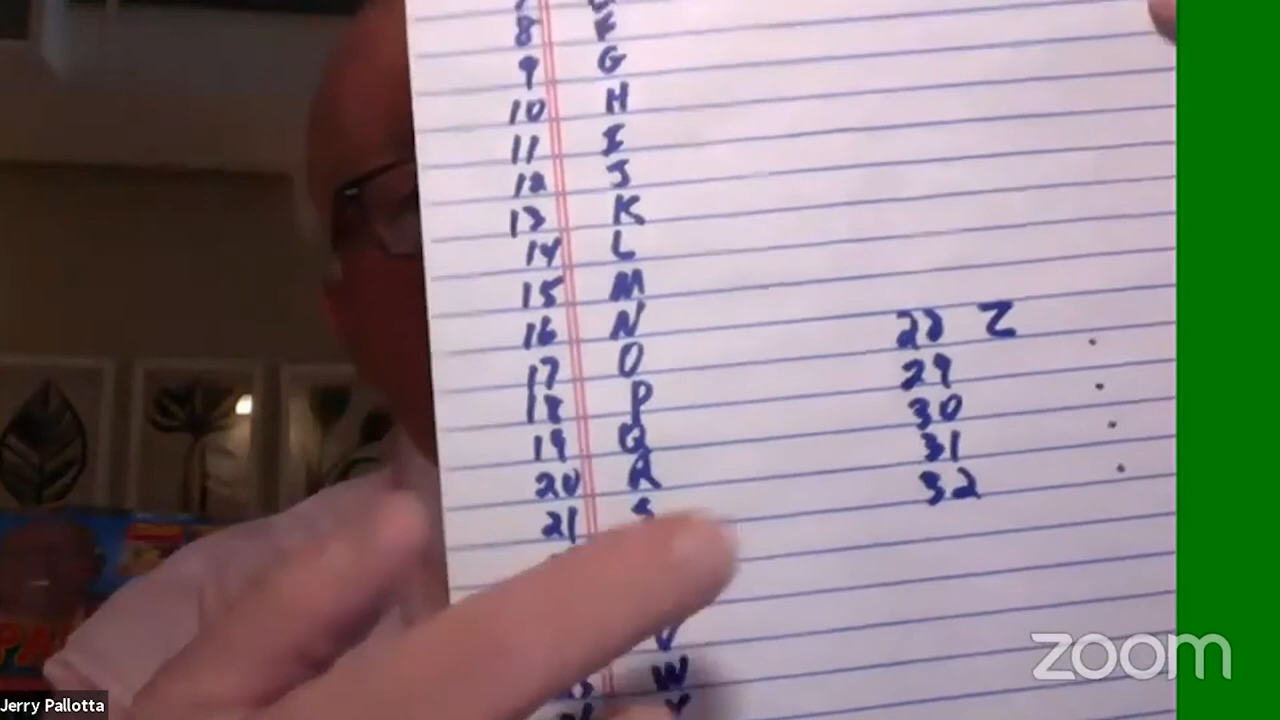 8 F
9 G
10 H
11 I
12 J
13 K
14 L
15 M
16 N
17 O
18 P
19 Q
20 R
21 S
V
W
28 Z
29
30
31
32
PA
zoom
Jerry Pallotta